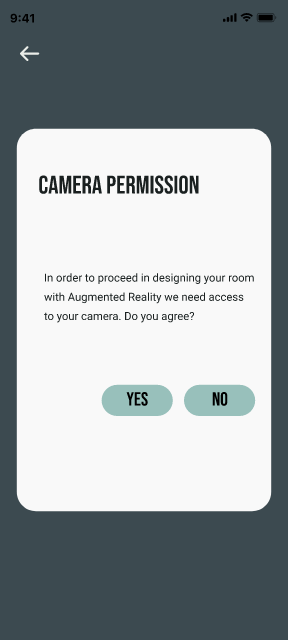 9:41
CAMERA PERMISSION
In order to proceed in designing your room
with Augmented Reality we need access
to your camera. Do you agree?
YES NO